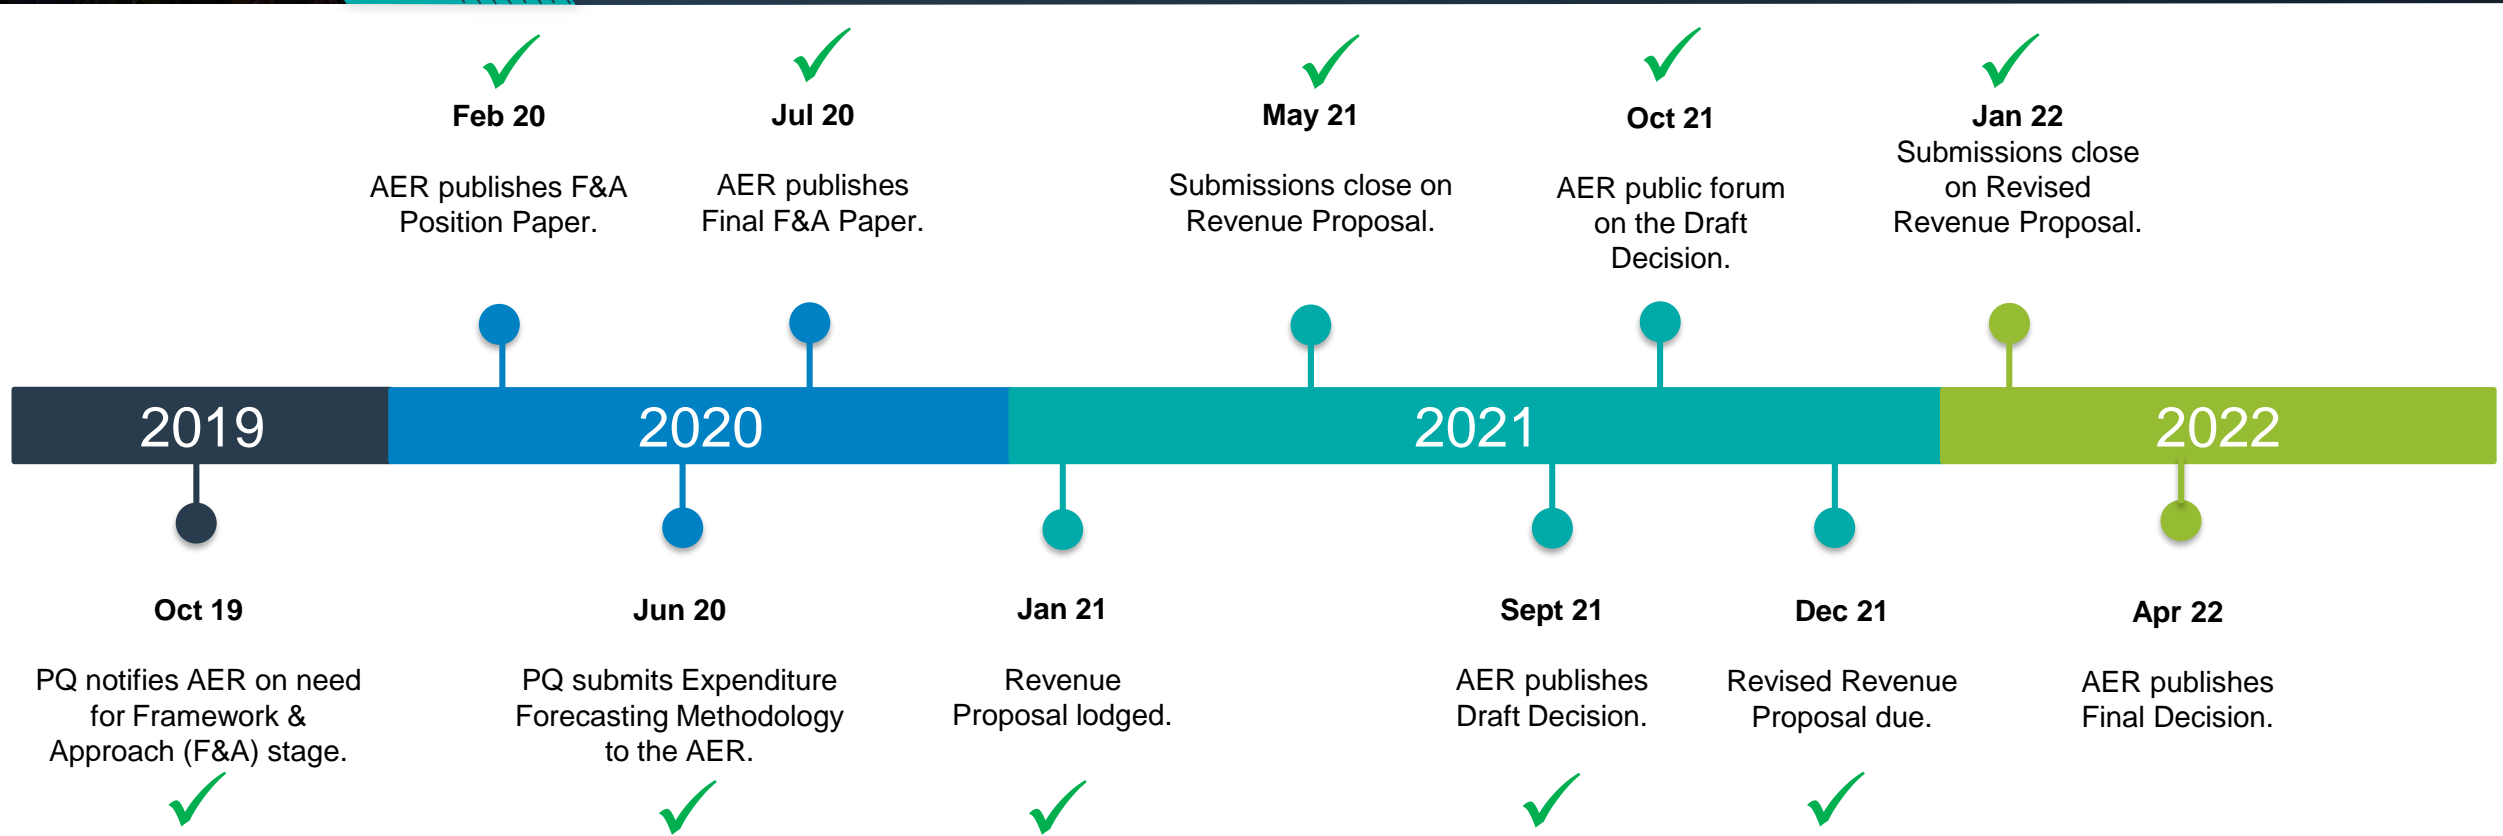 Feb 20
AER publishes F&A
Position Paper.
Jul 20
AER publishes
Final F&A Paper.
May 21
Submissions close on
Revenue Proposal.
Oct 21
AER public forum
on the Draft
Decision.
Jan 22
Submissions close
on Revised
Revenue Proposal.
2019
2020
2021
2022
Oct 19
PQ notifies AER on need
for Framework &
Approach (F&A) stage.
Jun 20
PQ submits Expenditure
Forecasting Methodology
to the AER.
Jan 21
Revenue
Proposal lodged.
Sept 21
AER publishes
Draft Decision.
Dec 21
Revised Revenue
Proposal due.
Apr 22
AER publishes
Final Decision.